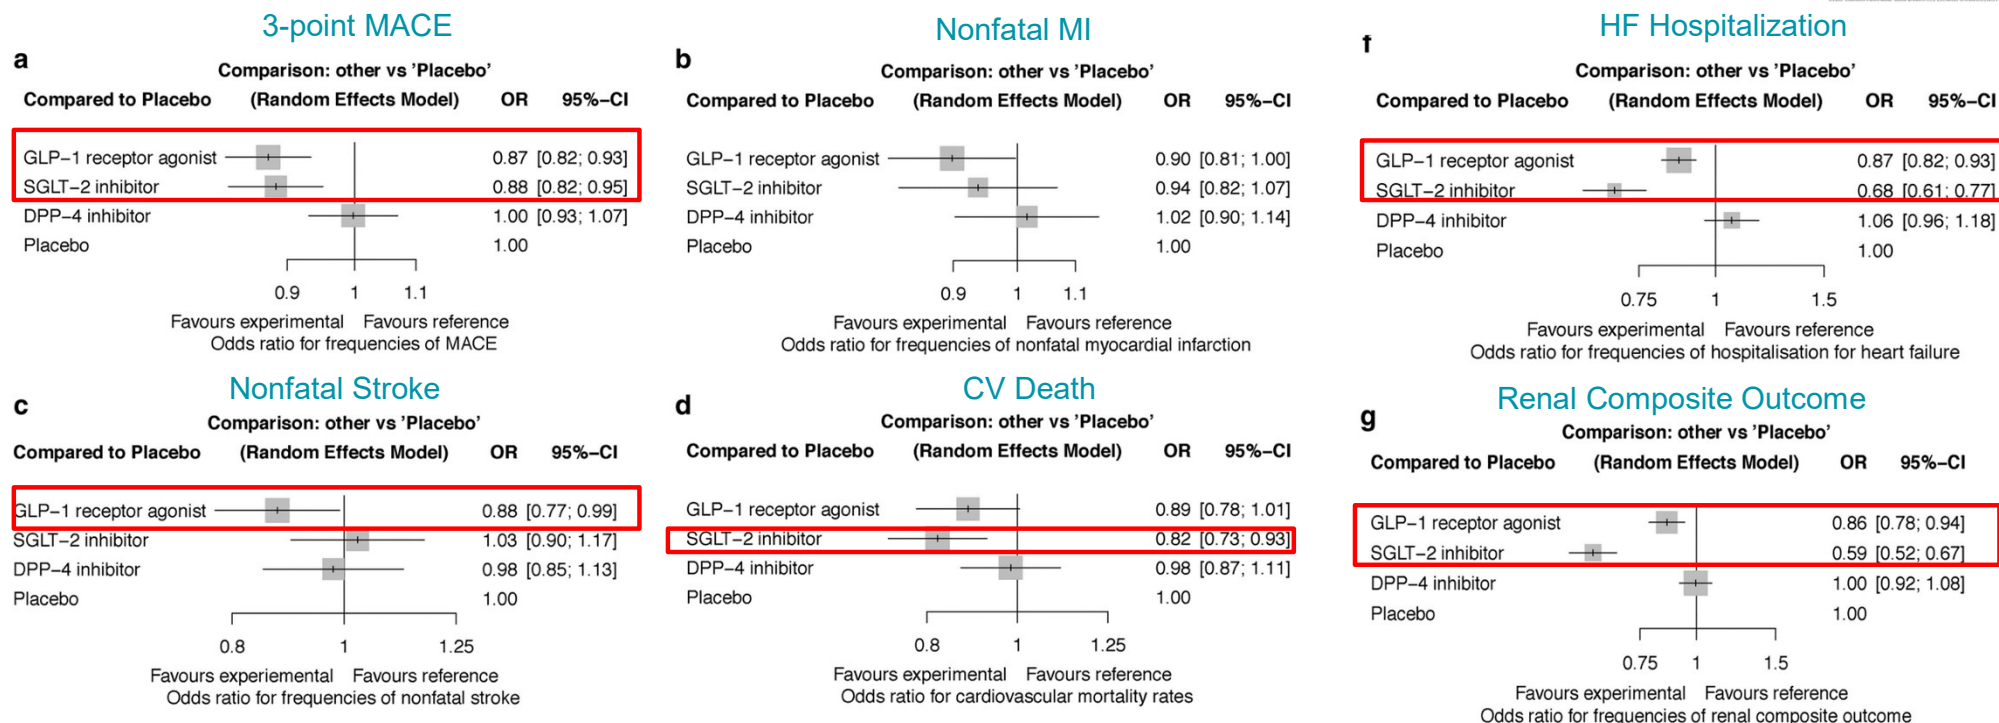 3-point MACE
a
Comparison: other vs 'Placebo'
Compared to Placebo (Random Effects Model) OR 95%−CI
GLP−1 receptor agonist 0.87 [0.82; 0.93]
SGLT−2 inhibitor 0.88 [0.82; 0.95]
DPP−4 inhibitor 1.00 [0.93; 1.07]
Placebo 1.00
0.9 1 1.1
Favours experimental Favours reference
Odds ratio for frequencies of MACE
Nonfatal MI
b
Comparison: other vs 'Placebo'
Compared to Placebo (Random Effects Model) OR 95%−CI
GLP−1 receptor agonist 0.90 [0.81; 1.00]
SGLT−2 inhibitor 0.94 [0.82; 1.07]
DPP−4 inhibitor 1.02 [0.90; 1.14]
Placebo 1.00
0.9 1 1.1
Favours experimental Favours reference
Odds ratio for frequencies of nonfatal myocardial infarction
HF Hospitalization
f
Comparison: other vs 'Placebo'
Compared to Placebo (Random Effects Model) OR 95%−CI
GLP−1 receptor agonist 0.87 [0.82; 0.93]
SGLT−2 inhibitor 0.68 [0.61; 0.77]
DPP−4 inhibitor 1.06 [0.96; 1.18]
Placebo 1.00
0.75 1 1.5
Favours experimental Favours reference
Odds ratio for frequencies of hospitalisation for heart failure
Nonfatal Stroke
c
Comparison: other vs 'Placebo'
Compared to Placebo (Random Effects Model) OR 95%−CI
GLP−1 receptor agonist 0.88 [0.77; 0.99]
SGLT−2 inhibitor 1.03 [0.90; 1.17]
DPP−4 inhibitor 0.98 [0.85; 1.13]
Placebo 1.00
0.8 1 1.25
Favours experiemental Favours reference
Odds ratio for frequencies of nonfatal stroke
CV Death
d
Comparison: other vs 'Placebo'
Compared to Placebo (Random Effects Model) OR 95%−CI
GLP−1 receptor agonist 0.89 [0.78; 1.01]
SGLT−2 inhibitor 0.82 [0.73; 0.93]
DPP−4 inhibitor 0.98 [0.87; 1.11]
Placebo 1.00
0.8 1 1.25
Favours experimental Favours reference
Odds ratio for cardiovascular mortality rates
Renal Composite Outcome
g
Comparison: other vs 'Placebo'
Compared to Placebo (Random Effects Model) OR 95%−CI
GLP−1 receptor agonist 0.86 [0.78; 0.94]
SGLT−2 inhibitor 0.59 [0.52; 0.67]
DPP−4 inhibitor 1.00 [0.92; 1.08]
Placebo 1.00
0.75 1 1.5
Favours experimental Favours reference
Odds ratio for frequencies of renal composite outcome